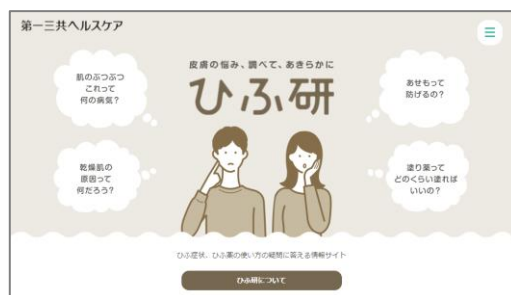 第一三共ヘルスケア
皮膚の悩み、調べて、あきらかに
ひふ研
肌のぶつぶつ
これって
何の病気？
あせもって
防げるの？
乾燥肌の
原因って
何だろう？
塗り薬って
どのくらい塗れば
いいの？
ひふ症状、ひふ薬の使い方の疑問に答える情報サイト
ひふ研について